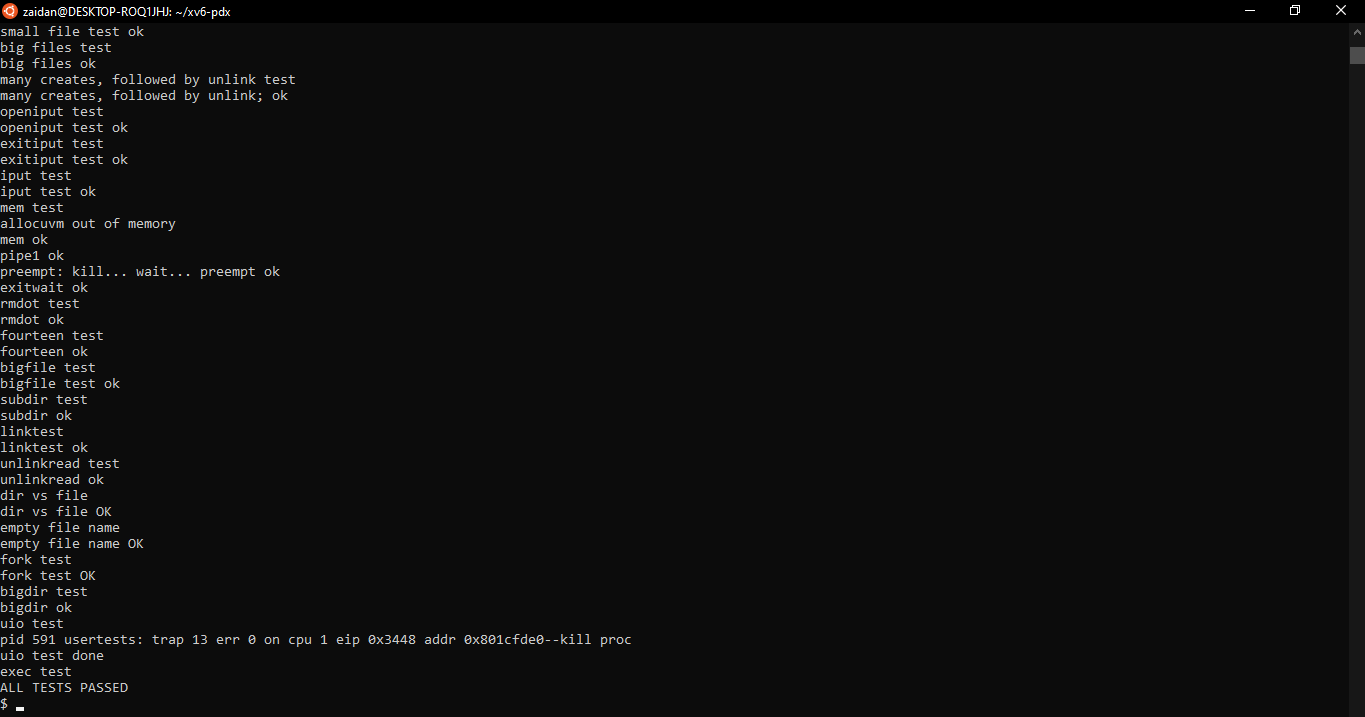 zaidan@DESKTOP-ROQ1JHJ: ~/xv6-pdx
small file test ok
big files test
big files ok
many creates, followed by unlink test
many creates, followed by unlink; ok
openiput test
openiput test ok
exitiput test
exitiput test ok
iput test
iput test ok
mem test
allocuvm out of memory
mem ok
pipe1 ok
preempt: kill... wait... preempt ok
exitwait ok
rmdot test
rmdot ok
fourteen test
fourteen ok
bigfile test
bigfile test ok
subdir test
subdir ok
linktest
linktest ok
unlinkread test
unlinkread ok
dir vs file
dir vs file OK
empty file name
empty file name OK
fork test
fork test OK
bigdir test
bigdir ok
uio test
pid 591 usertests: trap 13 err 0 on cpu 1 eip 0x3448 addr 0x801cfde0--kill proc
uio test done
exec test
ALL TESTS PASSED
$